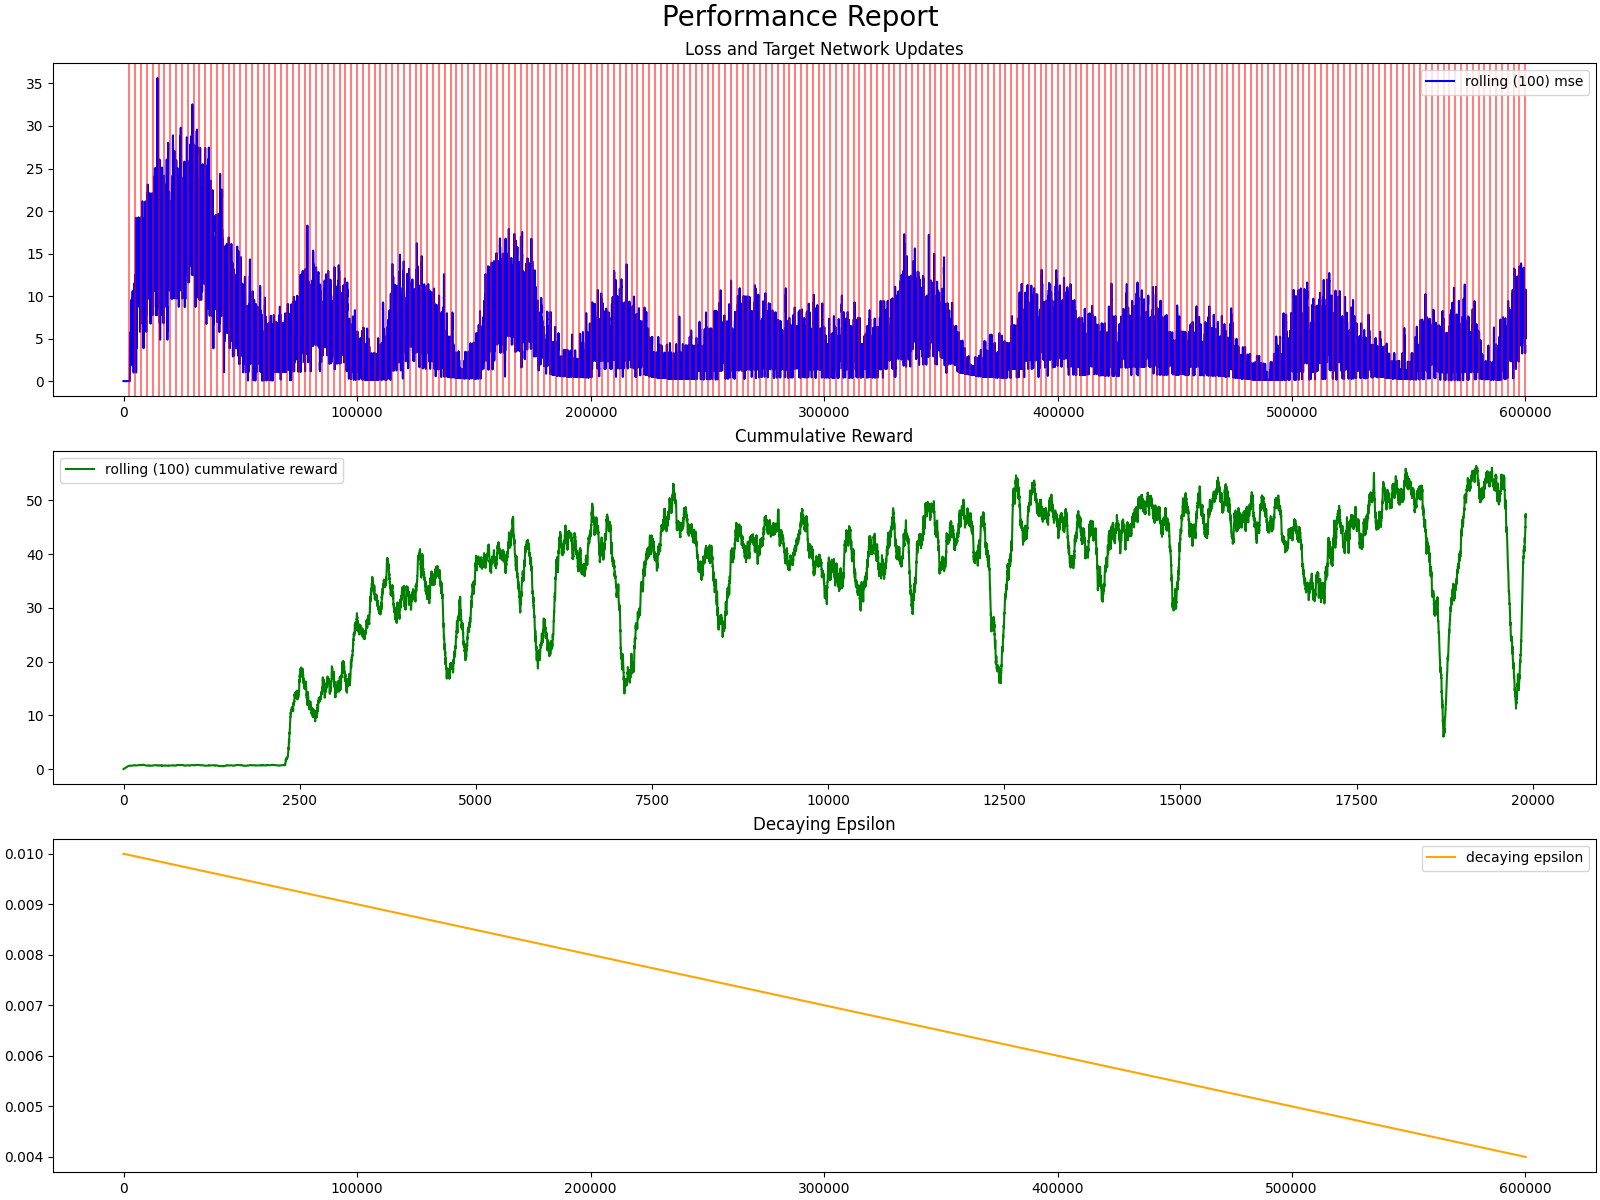 Performance Report
Loss and Target Network Updates
rolling (100) mse
35
30
25
20
15
10
5
0
0 100000 200000 300000 400000 500000 600000
Cummulative Reward
rolling (100) cummulative reward
50
40
30
20
10
0
0 2500 5000 7500 10000 12500 15000 17500 20000
Decaying Epsilon
decaying epsilon
0.010
0.009
0.008
0.007
0.006
0.005
0.004
0 100000 200000 300000 400000 500000 600000